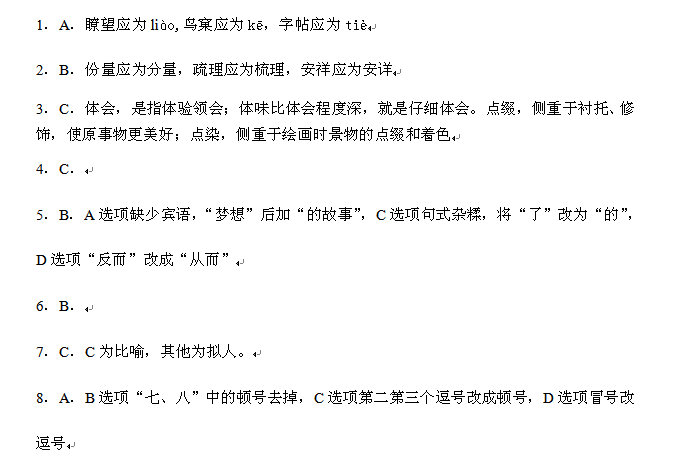 1．A．瞭望应为 liào,鸟窠应为 kē，字帖应为 tiè
2．B．份量应为分量，疏理应为梳理，安祥应为安详
3．C．体会，是指体验领会；体味比体会程度深，就是仔细体会。点缀，侧重于衬托、修
饰，使原事物更美好；点染，侧重于绘画时景物的点缀和着色
4．C．
5．B．A 选项缺少宾语，“梦想”后加“的故事”，C 选项句式杂糅，将“了”改为“的”，
D 选项“反而”改成“从而”
6．B．
7．C．C 为比喻，其他为拟人。
8．A．B 选项“七、八”中的顿号去掉，C 选项第二第三个逗号改成顿号，D 选项冒号改
逗号